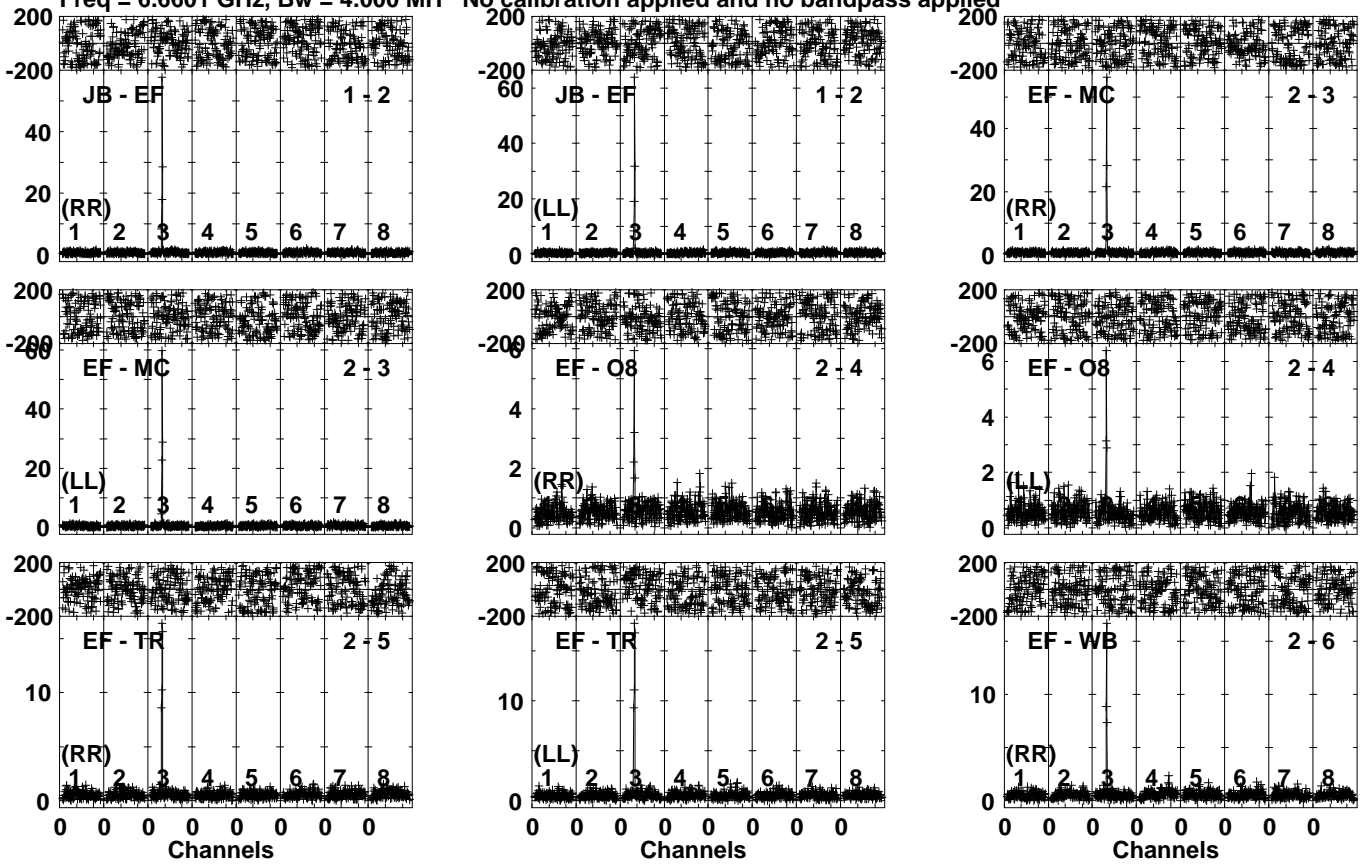 Freq = 6.6601 GHz, Bw = 4.000 MH No calibration applied and no bandpass applied
200 200 200
-200 -200 -200
JB - EF 1 - 2 JB - EF 1 - 2 EF - MC 2 - 3
60
40 40 40
20 20 20
(RR) (LL) (RR)
1 2 3 4 5 6 7 8 1 2 3 4 5 6 7 8 1 2 3 4 5 6 7 8
0 0 0
200 200 200
-200 -200 -200
60 6
EF - MC 2 - 3 EF - O8 2 - 4 EF - O8 2 - 4
6
40 4 4
20 2 2
(LL) (RR) (LL)
1 2 3 4 5 6 7 8
0 0 0
200 200 200
-200 -200 -200
EF - TR 2 - 5 EF - TR 2 - 5 EF - WB 2 - 6
10 10 10
(RR) (LL) (RR)
1 2 3 4 5 6 7 8 1 2 3 4 5 6 7 8 1 2 3 4 5 6 7 8
0 0 0
0 0 0 0 0 0 0 0 0 0 0 0 0 0 0 0 0 0 0 0 0 0 0 0
Channels Channels Channels